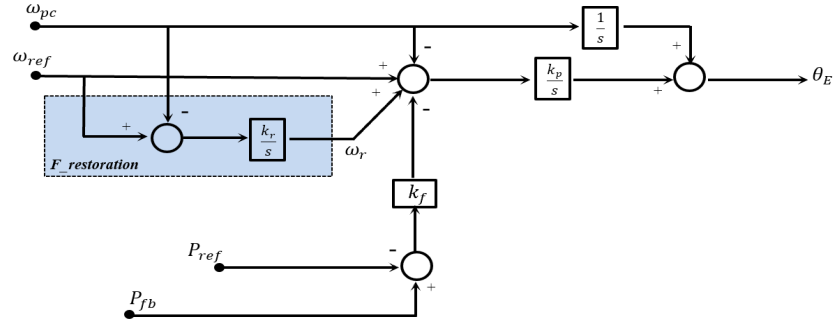 ω_pc
1/s
-
-
+
ω_ref
+
+
-
k_p/s
+
θ_E
-
+
k_r/s
ω_r
F_restoration
k_f
P_ref
-
+
P_fb